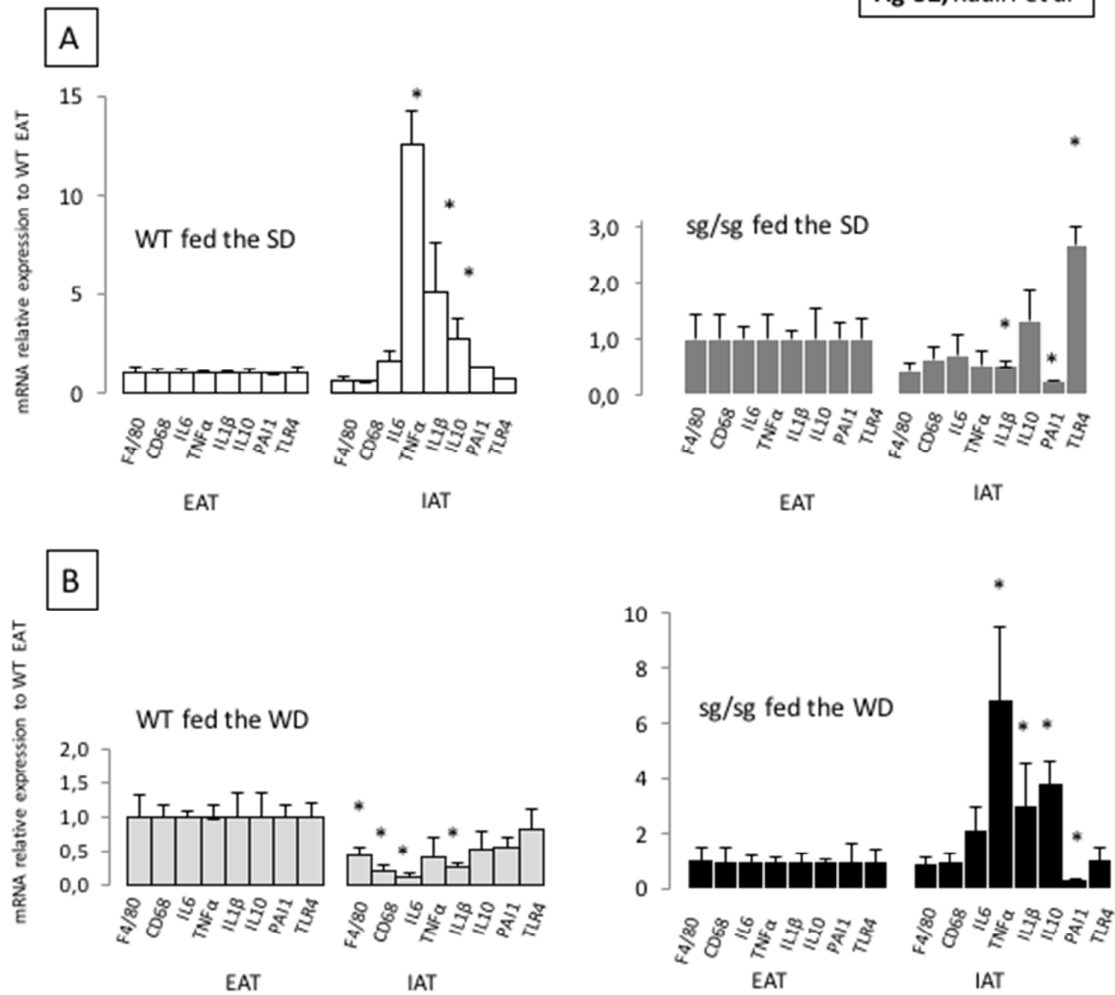 et al
A
mRNA relative expression to WT EAT
15
10
5
0
WT fed the SD
*
*
*
F4/80 CD68 IL6 TNFα IL1β IL10 PAI1 TLR4
EAT
F4/80 CD68 IL6 TNFα IL1β IL10 PAI1 TLR4
IAT
3,0
2,0
1,0
0,0
sg/sg fed the SD
*
*
*
F4/80 CD68 IL6 TNFα IL1β IL10 PAI1 TLR4
EAT
F4/80 CD68 IL6 TNFα IL1β IL10 PAI1 TLR4
IAT
B
mRNA relative expression to WT EAT
2,0
1,5
1,0
0,5
0,0
WT fed the WD
*
*
*
*
F4/80 CD68 IL6 TNFα IL1β IL10 PAI1 TLR4
EAT
F4/80 CD68 IL6 TNFα IL1β IL10 PAI1 TLR4
IAT
10
8
6
4
2
0
sg/sg fed the WD
*
*
*
*
F4/80 CD68 IL6 TNFα IL1β IL10 PAI1 TLR4
EAT
F4/80 CD68 IL6 TNFα IL1β IL10 PAI1 TLR4
IAT